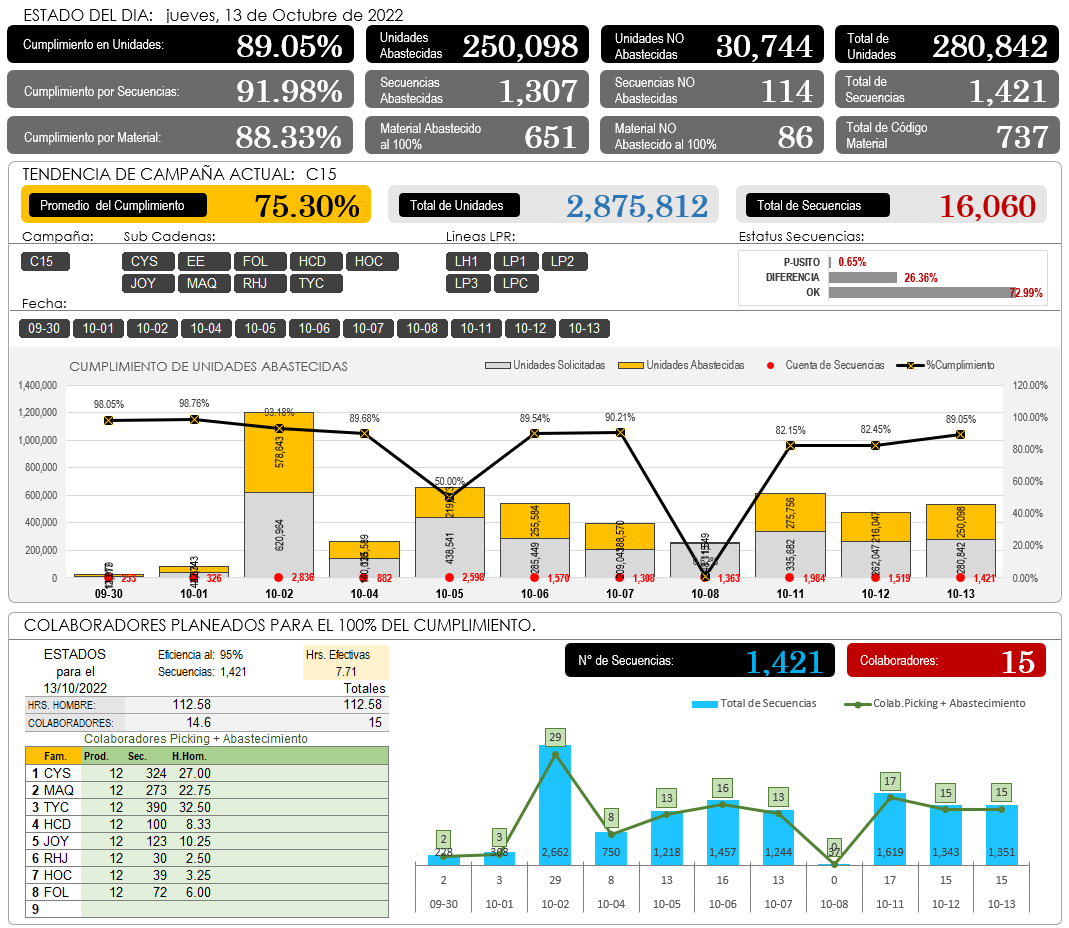 ESTADO DEL DIA: jueves, 13 de Octubre de 2022
Cumplimiento en Unidades: 89.05%
Unidades Abastecidas 250,098
Unidades NO Abastecidas 30,744
Total de Unidades 280,842
Cumplimiento por Secuencias: 91.98%
Secuencias Abastecidas 1,307
Secuencias NO Abastecidas 114
Total de Secuencias 1,421
Cumplimiento por Material: 88.33%
Material Abastecido al 100% 651
Material NO Abastecido al 100% 86
Total de Código Material 737
TENDENCIA DE CAMPAÑA ACTUAL: C15
Promedio del Cumplimiento 75.30%
Total de Unidades 2,875,812
Total de Secuencias 16,060
Campaña: Sub Cadenas: Lineas LPR: Estatus Secuencias:
C15 CYS EE FOL HCD HOC LH1 LP1 LP2
JOY MAQ RHJ TYC LP3 LPC
P-USITO 0.65%
DIFERENCIA 26.36%
OK 72.99%
Fecha:
09-30 10-01 10-02 10-04 10-05 10-06 10-07 10-08 10-11 10-12 10-13
CUMPLIMIENTO DE UNIDADES ABASTECIDAS
Unidades Solicitadas Unidades Abastecidas Cuenta de Secuencias %Cumplimiento
1,400,000 120.00%
1,200,000 100.00%
1,000,000 80.00%
800,000 60.00%
600,000 40.00%
400,000 20.00%
200,000 0.00%
0
98.05% 98.76% 93.18% 89.68% 50.00% 89.54% 90.21% 82.15% 82.45% 89.05%
578,643 255,584 188,570 275,756 216,047 250,098
620,964 438,541 285,449 209,041 335,682 262,047 280,842
253 326 2,836 882 2,598 1,570 1,308 1,363 1,984 1,519 1,421
09-30 10-01 10-02 10-04 10-05 10-06 10-07 10-08 10-11 10-12 10-13
COLABORADORES PLANEADOS PARA EL 100% DEL CUMPLIMIENTO.
ESTADOS para el 13/10/2022
Eficiencia al: 95%
Secuencias: 1,421
Hrs. Efectivas
7.71
Totales
HRS. HOMBRE: 112.58 112.58
COLABORADORES: 14.6 15
Colaboradores Picking + Abastecimiento
Fam. Prod. Sec. H.Hom.
1 CYS 12 324 27.00
2 MAQ 12 273 22.75
3 TYC 12 390 32.50
4 HCD 12 100 8.33
5 JOY 12 123 10.25
6 RHJ 12 30 2.50
7 HOC 12 39 3.25
8 FOL 12 72 6.00
9
N° de Secuencias: 1,421
Colaboradores: 15
Total de Secuencias Colab.Picking + Abastecimiento
2 3 29 8 13 16 13 0 17 15 15
228 2,662 750 1,218 1,457 1,244 37 1,619 1,343 1,351
2 3 29 8 13 16 13 0 17 15 15
09-30 10-01 10-02 10-04 10-05 10-06 10-07 10-08 10-11 10-12 10-13